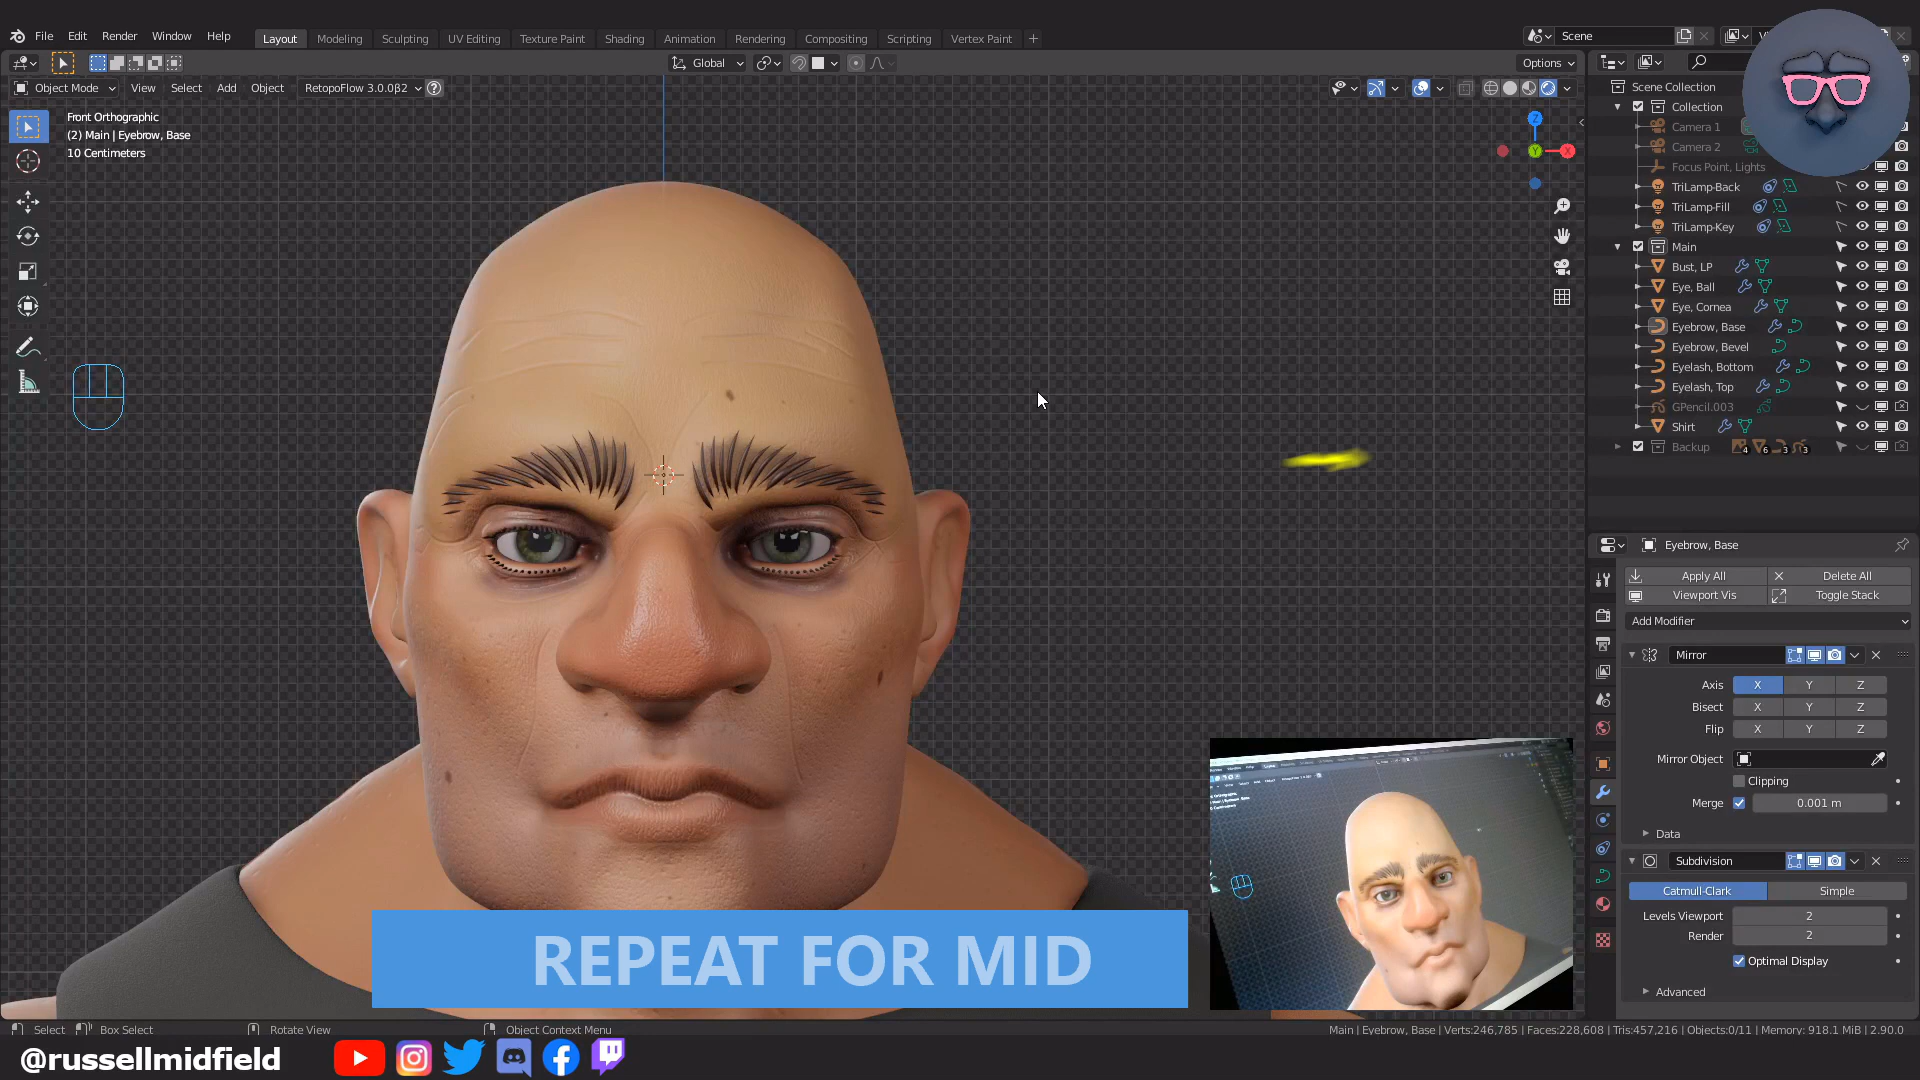 File Edit Render Window Help
Layout Modeling Sculpting UV Editing Texture Paint Shading Animation Rendering Compositing Scripting Vertex Paint +
Scene
Global
Options
Object Mode View Select Add Object RetopoFlow 3.0.0β2 ?
Front Orthographic
(2) Main | Eyebrow, Base
10 Centimeters
Z
Y
X
Scene Collection
Collection
Camera 1
Camera 2
Focus Point, Lights
TriLamp-Back
TriLamp-Fill
TriLamp-Key
Main
Bust, LP
Eye, Ball
Eye, Cornea
Eyebrow, Base
Eyebrow, Bevel
Eyelash, Bottom
Eyelash, Top
GPencil.003
Shirt
Backup 4 6 3 3
Eyebrow, Base
Apply All Delete All
Viewport Vis Toggle Stack
Add Modifier
Mirror
Axis X Y Z
Bisect X Y Z
Flip X Y Z
Mirror Object
Clipping
Merge 0.001 m
Data
Subdivision
Catmull-Clark Simple
Levels Viewport 2
Render 2
Optimal Display
Advanced
REPEAT FOR MID
Select Box Select Rotate View Object Context Menu
Main | Eyebrow, Base | Verts:246,785 | Faces:228,608 | Tris:457,216 | Objects:0/11 | Memory: 918.1 MiB | 2.90.0
@russellmidfield